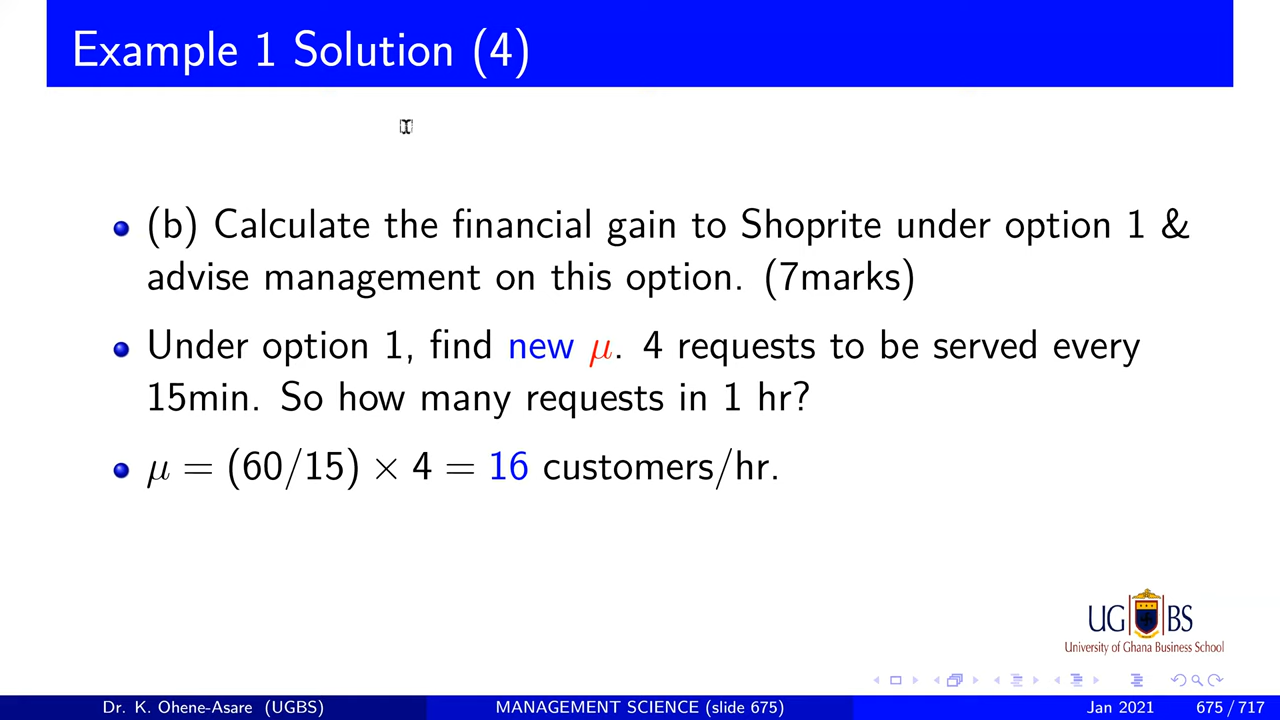 Example 1 Solution (4)
(b) Calculate the financial gain to Shoprite under option 1 &
advise management on this option. (7marks)
Under option 1, find new μ. 4 requests to be served every
15min. So how many requests in 1 hr?
μ = (60/15) × 4 = 16 customers/hr.
UG BS
University of Ghana Business School
Dr. K. Ohene-Asare (UGBS) MANAGEMENT SCIENCE (slide 675) Jan 2021 675 / 717